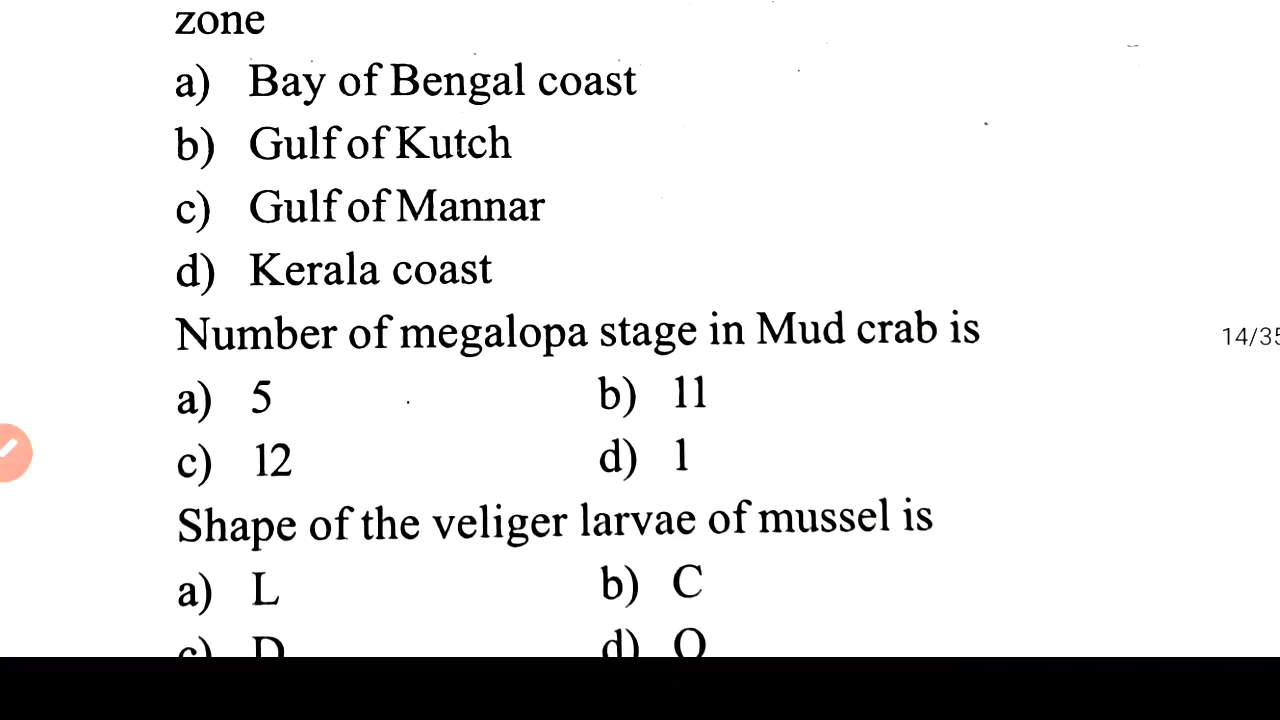 zone
a) Bay of Bengal coast
b) Gulf of Kutch
c) Gulf of Mannar
d) Kerala coast
Number of megalopa stage in Mud crab is
14/35
a) 5 b) 11
c) 12 d) 1
Shape of the veliger larvae of mussel is
a) L b) C
c) D d) O